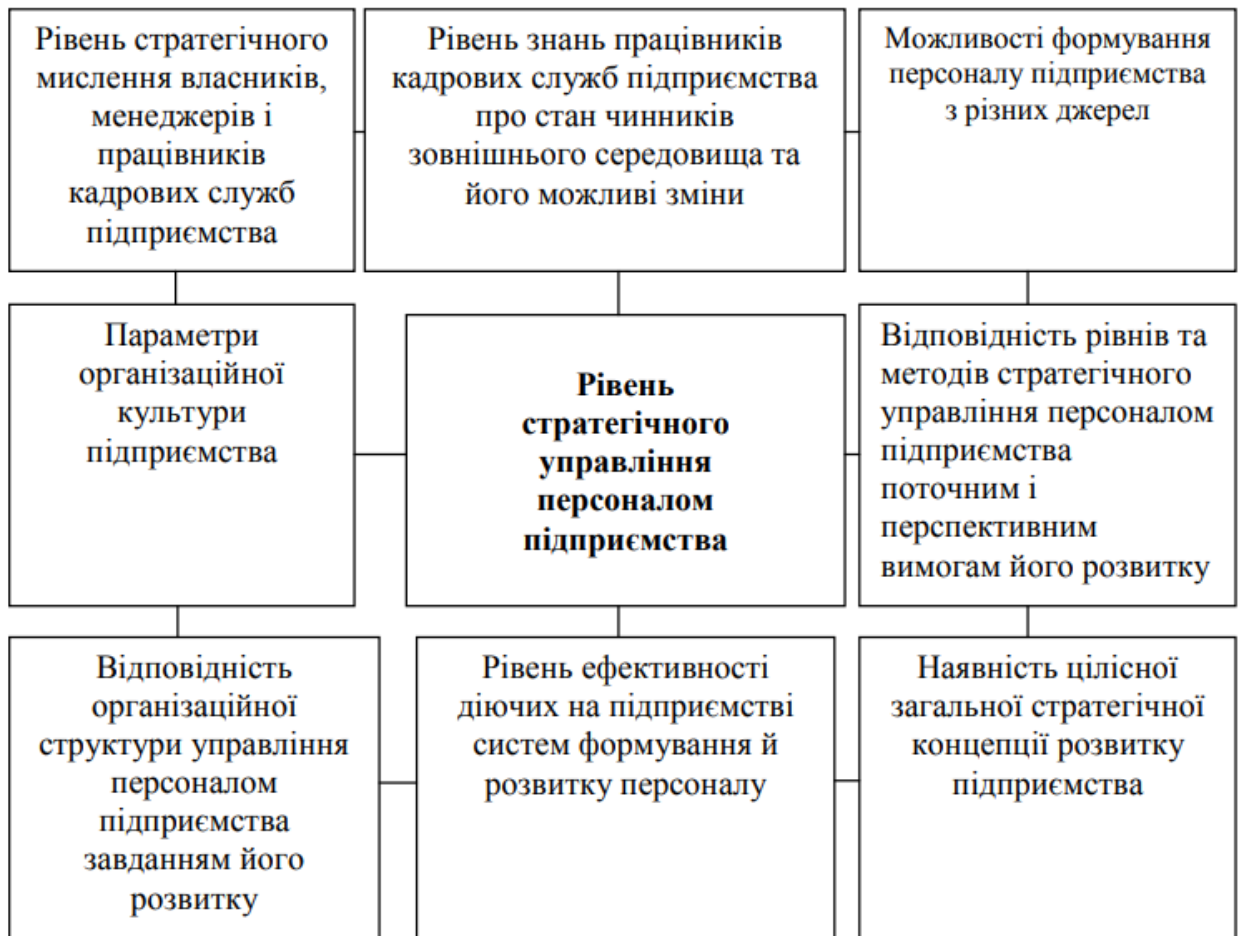 Рівень стратегічного
мислення власників,
менеджерів і
працівників
кадрових служб
підприємства
Рівень знань працівників
кадрових служб підприємства
про стан чинників
зовнішнього середовища та
його можливі зміни
Можливості формування
персоналу підприємства
з різних джерел
Параметри
організаційної
культури
підприємства
Рівень
стратегічного
управління
персоналом
підприємства
Відповідність рівнів та
методів стратегічного
управління персоналом
підприємства
поточним і
перспективним
вимогам його розвитку
Відповідність
організаційної
структури управління
персоналом
підприємства
завданням його
розвитку
Рівень ефективності
діючих на підприємстві
систем формування й
розвитку персоналу
Наявність цілісної
загальної стратегічної
концепції розвитку
підприємства